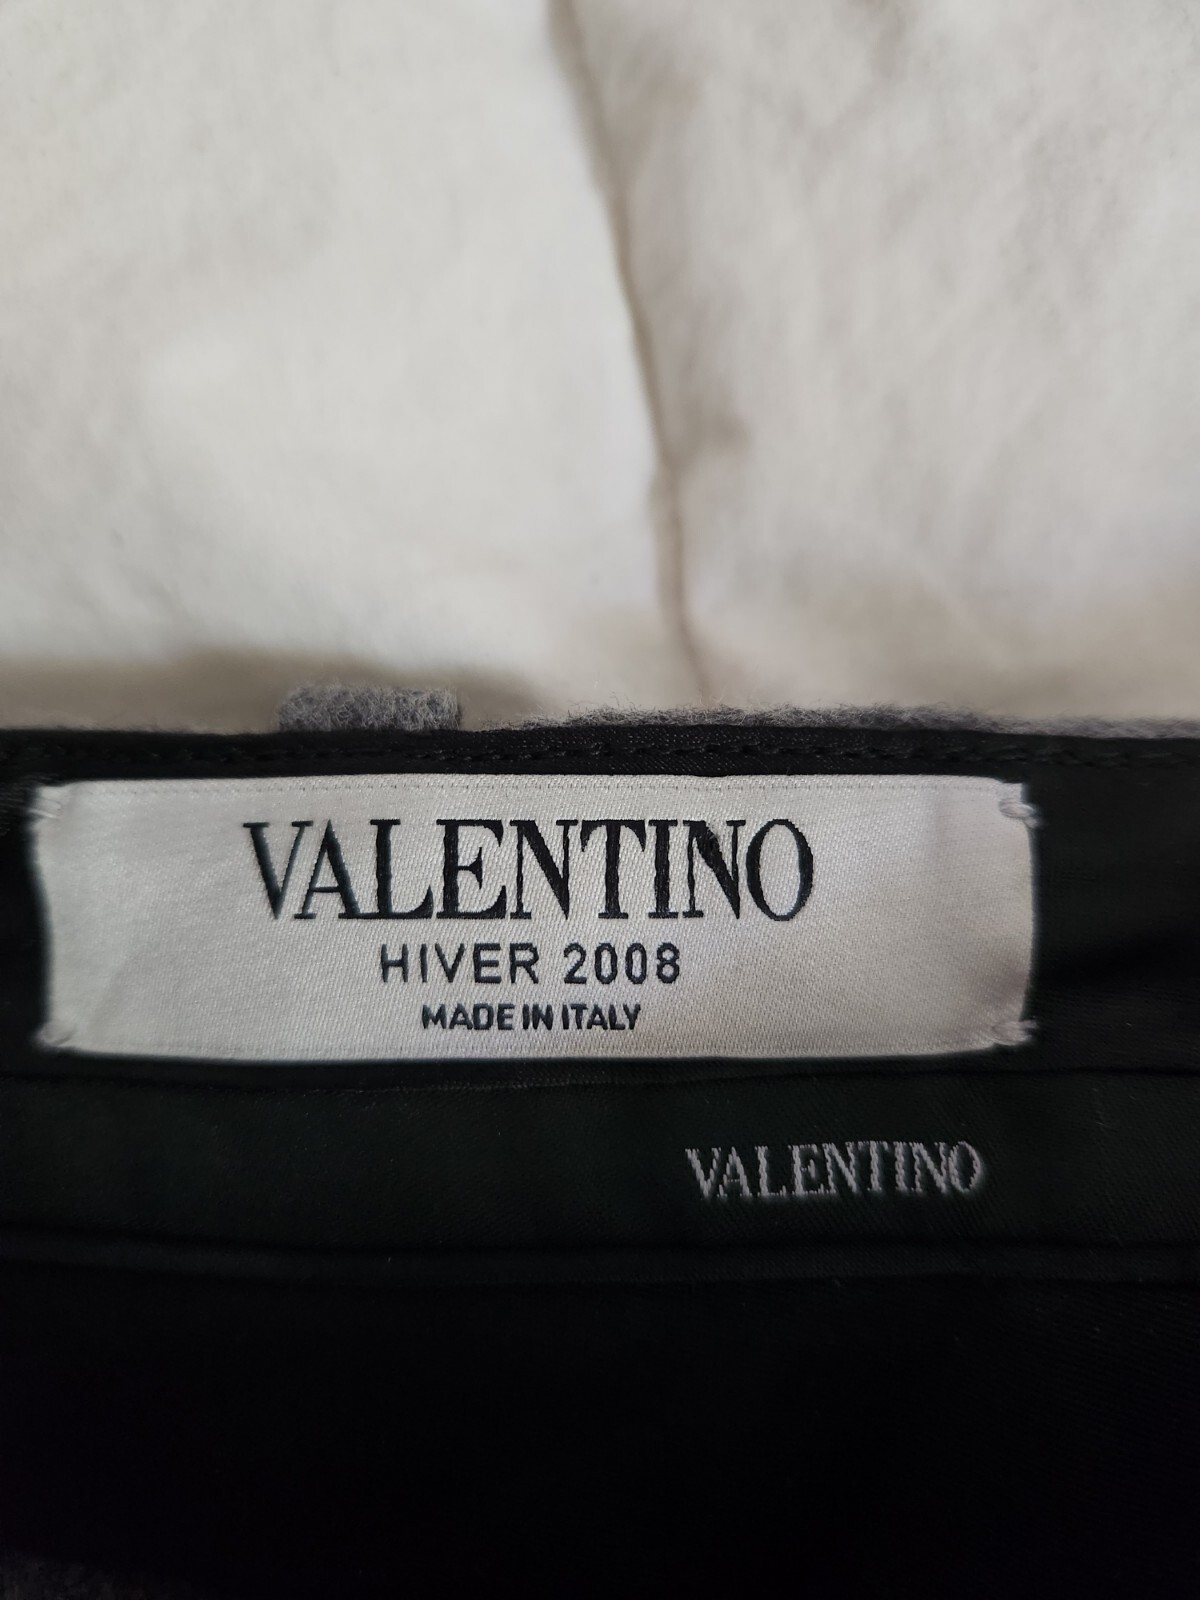 VALENTINO
HIVER 2008
MADE IN ITALY
VALENTINO